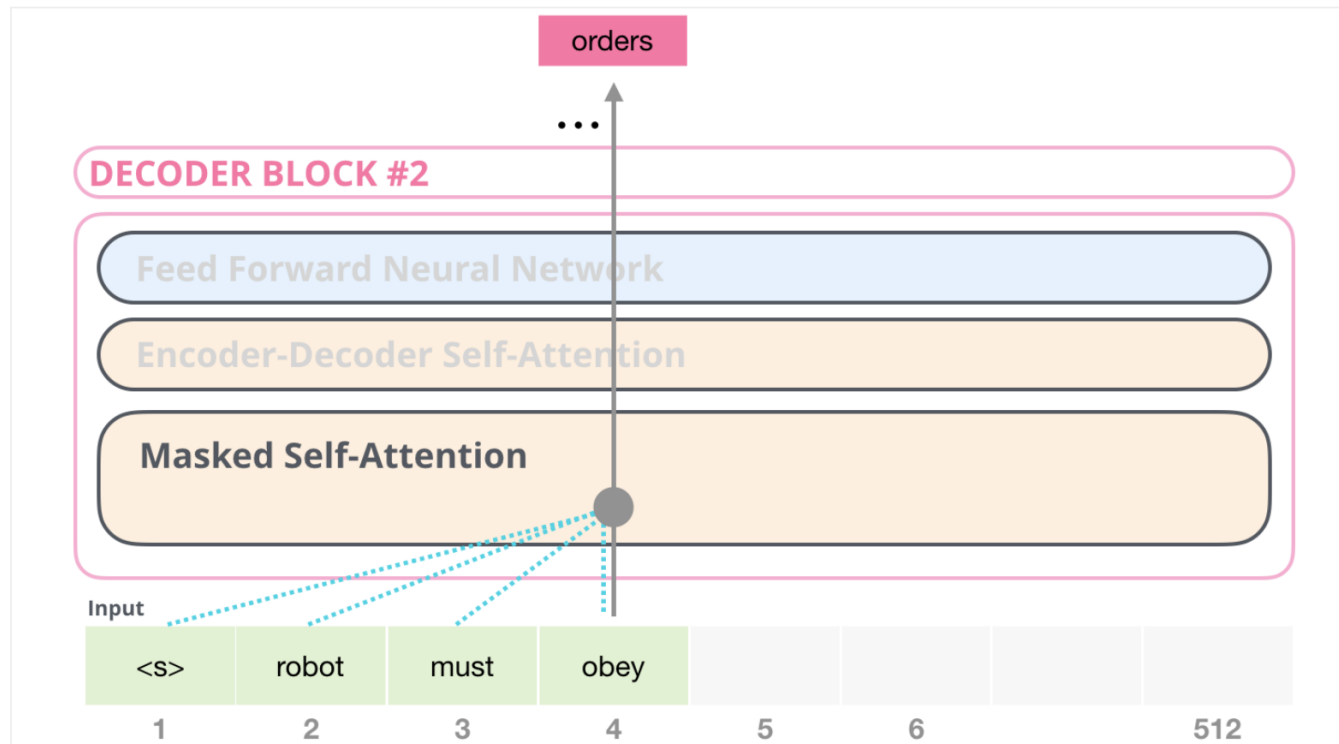 orders
...
DECODER BLOCK #2
Feed Forward Neural Network
Encoder-Decoder Self-Attention
Masked Self-Attention
Input
<s> robot must obey
1 2 3 4 5 6 512